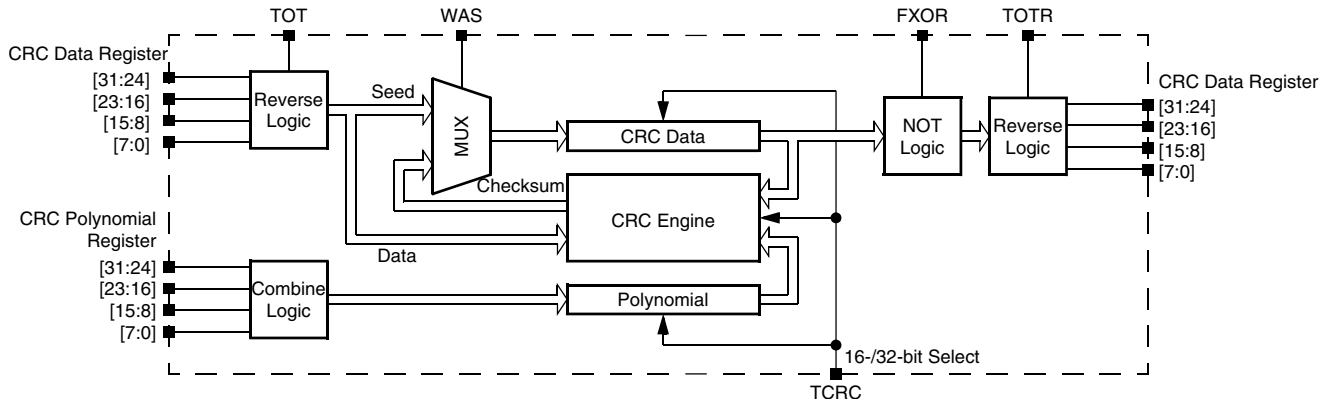 TOT
WAS
FXOR
TOTR
CRC Data Register
[31:24]
[23:16]
[15:8]
[7:0]
Reverse
Logic
Seed
MUX
CRC Data
NOT
Logic
Reverse
Logic
CRC Data Register
[31:24]
[23:16]
[15:8]
[7:0]
Checksum
CRC Engine
Data
CRC Polynomial
Register
[31:24]
[23:16]
[15:8]
[7:0]
Combine
Logic
Polynomial
16-/32-bit Select
TCRC